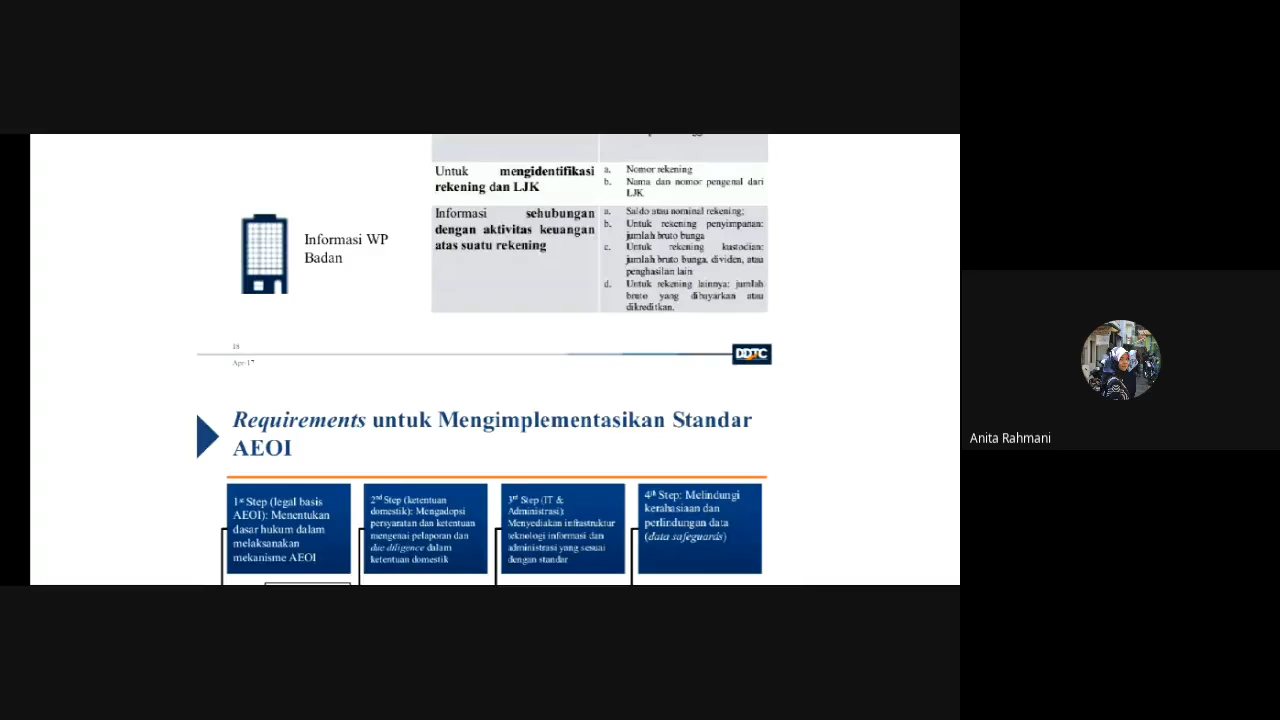 Untuk mengidentifikasi
rekening dan LJK
a. Nomor rekening
b. Nama dan nomor pengenal dari
LJK
Informasi sehubungan
dengan aktivitas keuangan
atas suatu rekening
a. Saldo atau nominal rekening;
b. Untuk rekening penyimpanan:
jumlah bruto bunga
c. Untuk rekening kustodian:
jumlah bruto bunga, dividen, atau
penghasilan lain
d. Untuk rekening lainnya: jumlah
bruto yang dibayarkan atau
dikreditkan.
Informasi WP
Badan
18
Apr-17
DDTC
Requirements untuk Mengimplementasikan Standar
AEOI
1st Step (legal basis
AEOI): Menentukan
dasar hukum dalam
melaksanakan
mekanisme AEOI
2nd Step (ketentuan
domestik): Mengadopsi
persyaratan dan ketentuan
mengenai pelaporan dan
due diligence dalam
ketentuan domestik
3rd Step (IT &
Administrasi):
Menyediakan infrastruktur
teknologi informasi dan
administrasi yang sesuai
dengan standar
4th Step: Melindungi
kerahasiaan dan
perlindungan data
(data safeguards)
Anita Rahmani